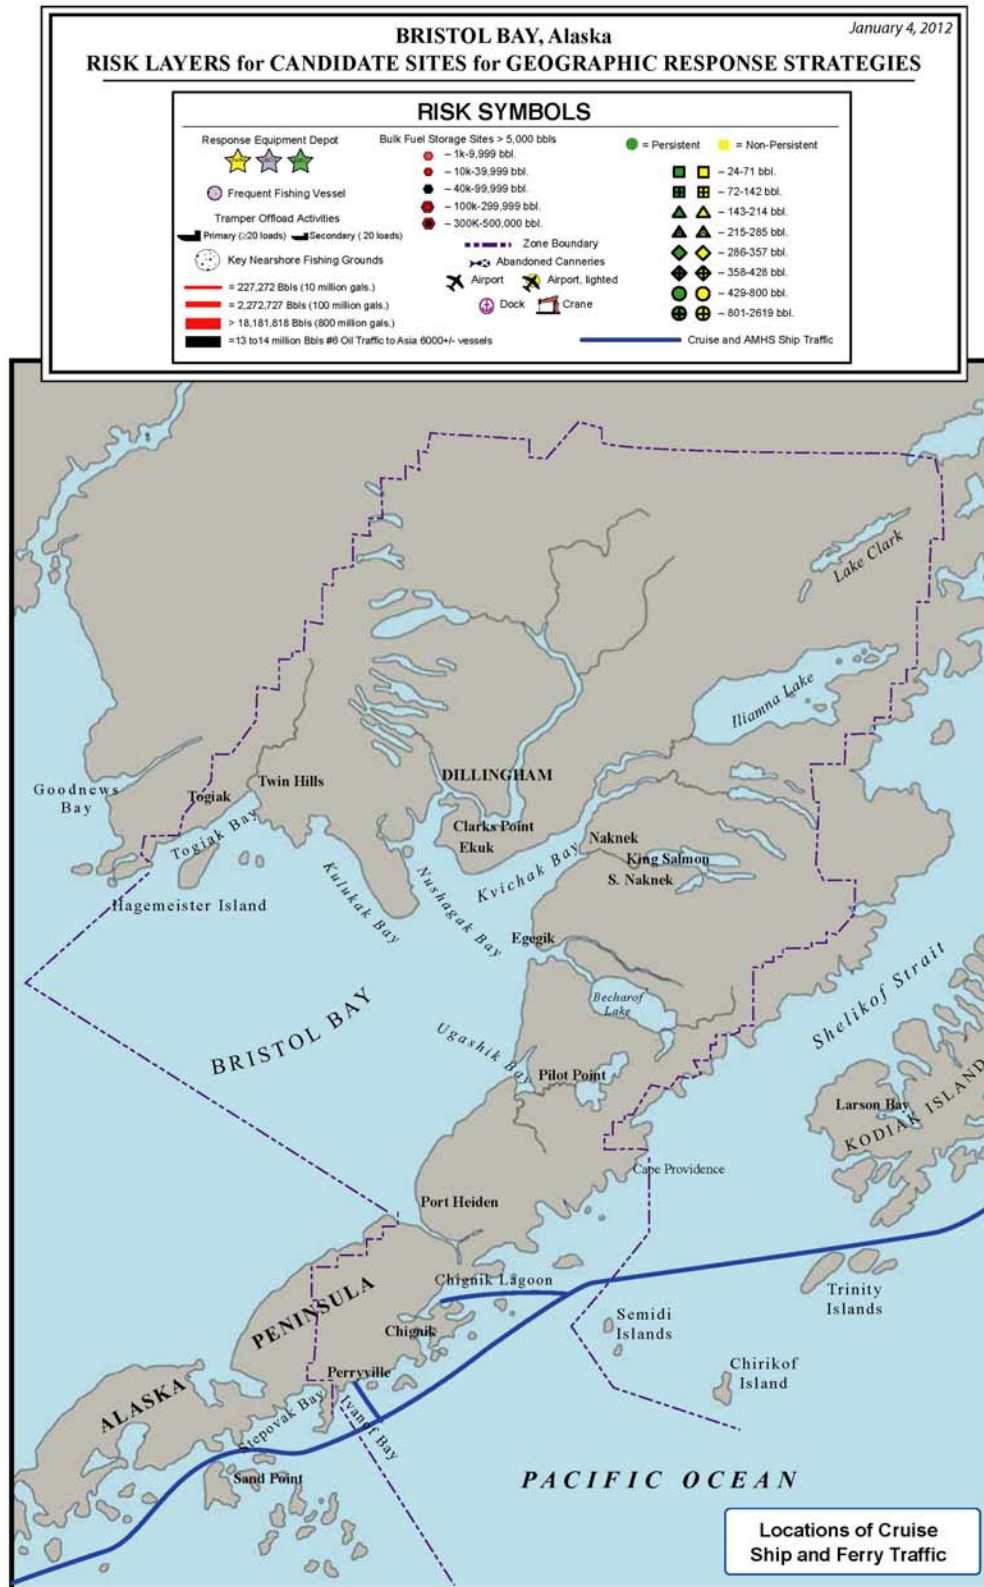 January 4, 2012
BRISTOL BAY, Alaska
RISK LAYERS for CANDIDATE SITES for GEOGRAPHIC RESPONSE STRATEGIES
RISK SYMBOLS
Response Equipment Depot
Frequent Fishing Vessel
Tramper Offload Activities
Primary (≥20 loads)
Secondary ( 20 loads)
Key Nearshore Fishing Grounds
= 227,272 Bbls (10 million gals.)
= 2,272,727 Bbls (100 million gals.)
> 18,181,818 Bbls (800 million gals.)
=13 to14 million Bbls #6 Oil Traffic to Asia 6000+/- vessels
Bulk Fuel Storage Sites > 5,000 bbls
– 1k-9,999 bbl.
– 10k-39,999 bbl.
– 40k-99,999 bbl.
– 100k-299,999 bbl.
– 300K-500,000 bbl.
Zone Boundary
Abandoned Canneries
Airport
Airport, lighted
Dock
Crane
= Persistent
= Non-Persistent
– 24-71 bbl.
– 72-142 bbl.
– 143-214 bbl.
– 215-285 bbl.
– 286-357 bbl.
– 358-428 bbl.
– 429-800 bbl.
– 801-2619 bbl.
Cruise and AMHS Ship Traffic
Lake Clark
Iliamna Lake
Goodnews
Bay
Togiak
Twin Hills
DILLINGHAM
Togiak Bay
Clarks Point
Ekuk
Naknek
King Salmon
S. Naknek
Hagemeister Island
Kulukak Bay
Nushagak Bay
Kvichak Bay
Egegik
Becharof
Lake
Shelikof Strait
BRISTOL BAY
Ugashik Bay
Pilot Point
Larson Bay
KODIAK ISLAND
Cape Providence
Port Heiden
Chignik Lagoon
Trinity
Islands
Semidi
Islands
Chignik
ALASKA PENINSULA
Perryville
Chirikof
Island
Stepovak Bay
Ivanof Bay
Sand Point
PACIFIC OCEAN
Locations of Cruise
Ship and Ferry Traffic